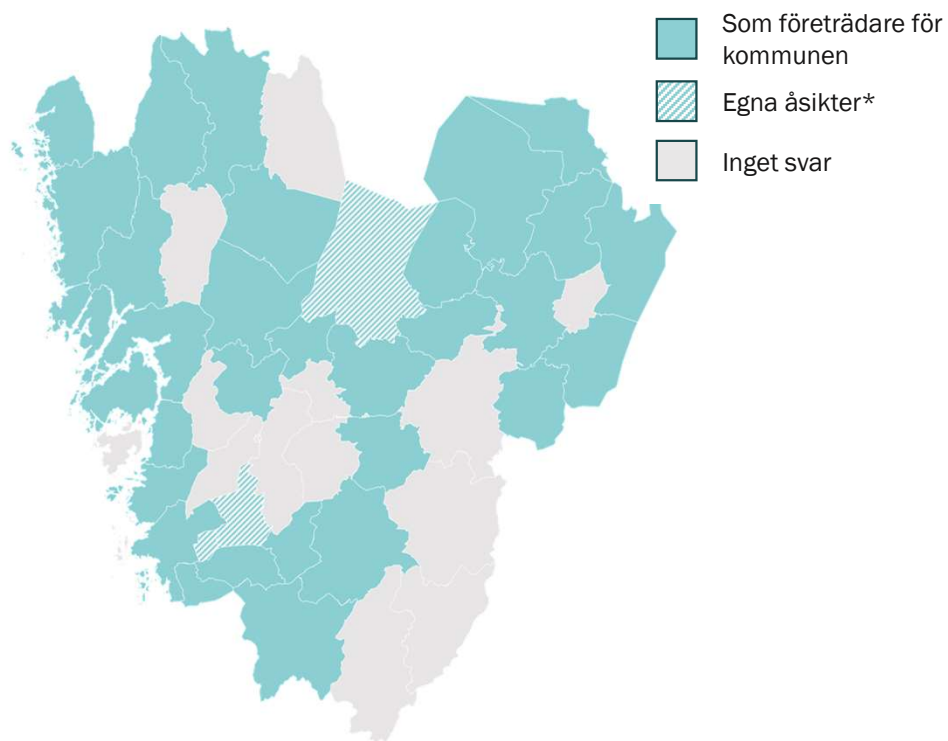 Som företrädare för
kommunen
Egna åsikter*
Inget svar